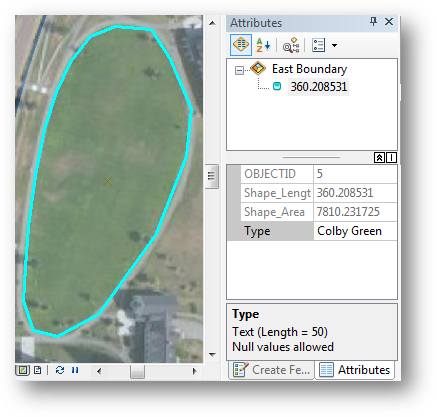 Attributes
East Boundary
360.208531
OBJECTID 5
Shape_Lengt 360.208531
Shape_Area 7810.231725
Type Colby Green
Type
Text (Length = 50)
Null values allowed
Create Fe... Attributes